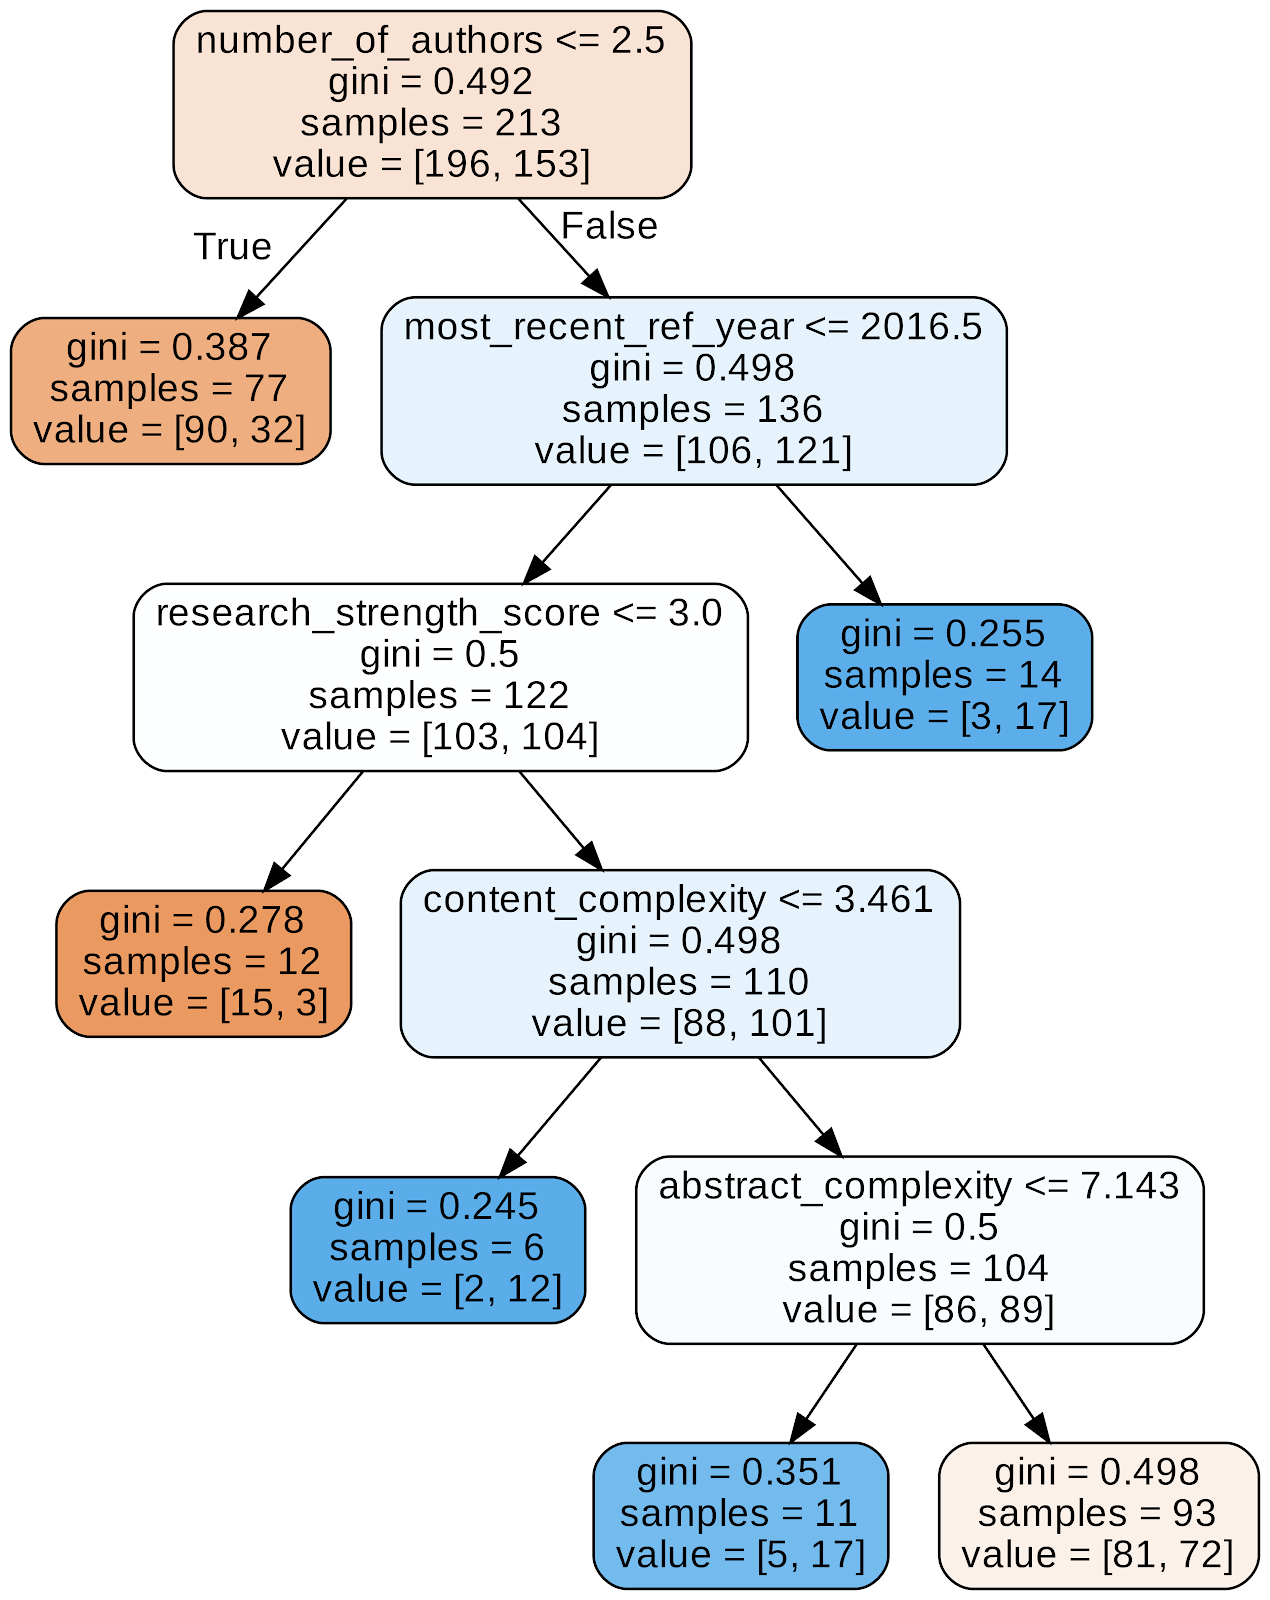 number_of_authors <= 2.5
gini = 0.492
samples = 213
value = [196, 153]
True
False
gini = 0.387
samples = 77
value = [90, 32]
most_recent_ref_year <= 2016.5
gini = 0.498
samples = 136
value = [106, 121]
research_strength_score <= 3.0
gini = 0.5
samples = 122
value = [103, 104]
gini = 0.255
samples = 14
value = [3, 17]
gini = 0.278
samples = 12
value = [15, 3]
content_complexity <= 3.461
gini = 0.498
samples = 110
value = [88, 101]
gini = 0.245
samples = 6
value = [2, 12]
abstract_complexity <= 7.143
gini = 0.5
samples = 104
value = [86, 89]
gini = 0.351
samples = 11
value = [5, 17]
gini = 0.498
samples = 93
value = [81, 72]